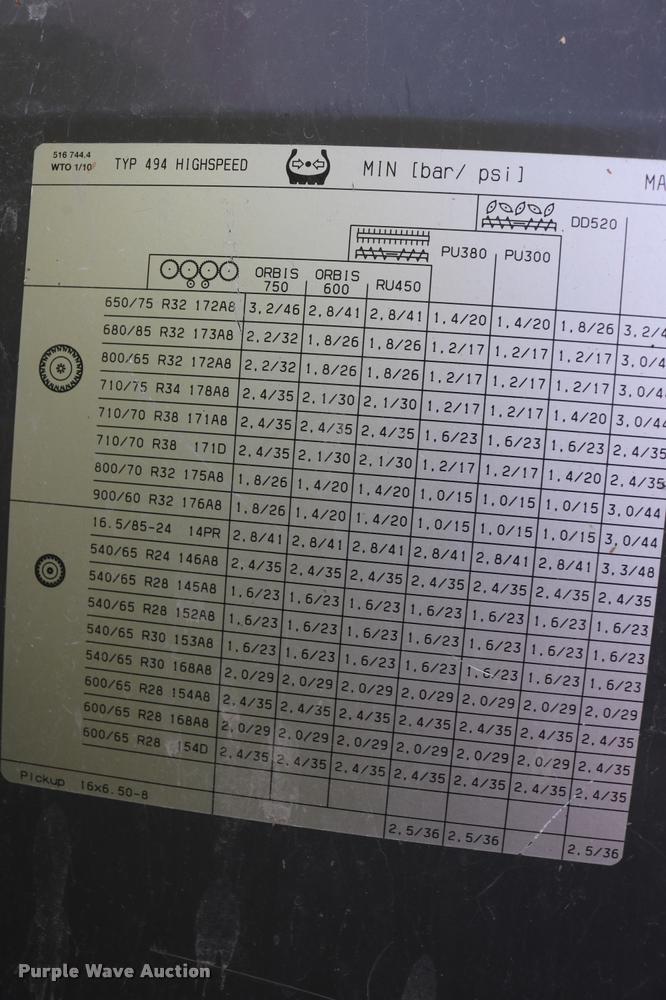 516 744.4
WTO 1/10
TYP 494 HIGHSPEED MIN [bar/ psi] MA
ORBIS 750 ORBIS 600 RU450 PU380 PU300 DD520
650/75 R32 172A8 3.2/46 2.8/41 2.8/41 1.4/20 1.4/20 1.8/26 3.2/4
680/85 R32 173A8 2.2/32 1.8/26 1.8/26 1.2/17 1.2/17 1.2/17 3.0/4
800/65 R32 172A8 2.2/32 1.8/26 1.8/26 1.2/17 1.2/17 1.2/17 3.0/4
710/75 R34 178A8 2.4/35 2.1/30 2.1/30 1.2/17 1.2/17 1.4/20 3.0/44
710/70 R38 171A8 2.4/35 2.4/35 2.4/35 1.6/23 1.6/23 1.6/23 2.4/35
710/70 R38 171D 2.4/35 2.1/30 2.1/30 1.2/17 1.2/17 1.4/20 2.4/35
800/70 R32 175A8 1.8/26 1.4/20 1.4/20 1.0/15 1.0/15 1.0/15 3.0/44
900/60 R32 176A8 1.8/26 1.4/20 1.4/20 1.0/15 1.0/15 1.0/15 3.0/44
16.5/85-24 14PR 2.8/41 2.8/41 2.8/41 2.8/41 2.8/41 2.8/41 3.3/48
540/65 R24 146A8 2.4/35 2.4/35 2.4/35 2.4/35 2.4/35 2.4/35 2.4/35
540/65 R28 145A8 1.6/23 1.6/23 1.6/23 1.6/23 1.6/23 1.6/23 1.6/23
540/65 R28 152A8 1.6/23 1.6/23 1.6/23 1.6/23 1.6/23 1.6/23 1.6/23
540/65 R30 153A8 1.6/23 1.6/23 1.6/23 1.6/23 1.6/23 1.6/23 1.6/23
540/65 R30 168A8 2.0/29 2.0/29 2.0/29 2.0/29 2.0/29 2.0/29 2.0/29
600/65 R28 154A8 2.4/35 2.4/35 2.4/35 2.4/35 2.4/35 2.4/35 2.4/35
600/65 R28 168A8 2.0/29 2.0/29 2.0/29 2.0/29 2.0/29 2.0/29 2.0/29
600/65 R28 154D 2.4/35 2.4/35 2.4/35 2.4/35 2.4/35 2.4/35 2.4/35
Pickup 16x6.50-8 2.5/36 2.5/36 2.5/36
Purple Wave Auction